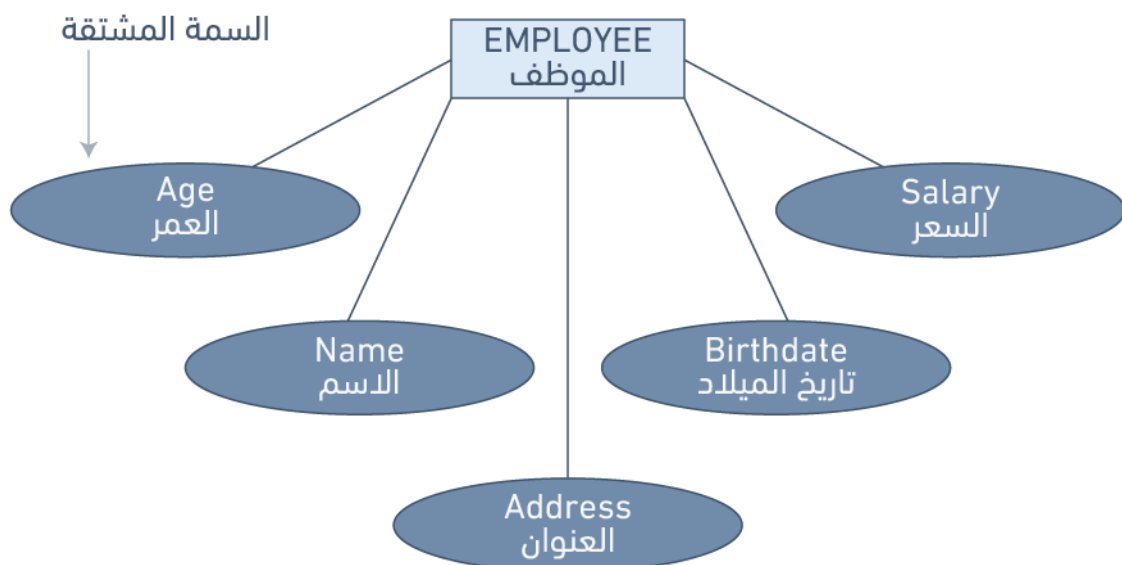 السمة المشتقة
EMPLOYEE
الموظف
Age
العمر
Salary
السعر
Name
الاسم
Birthdate
تاريخ الميلاد
Address
العنوان